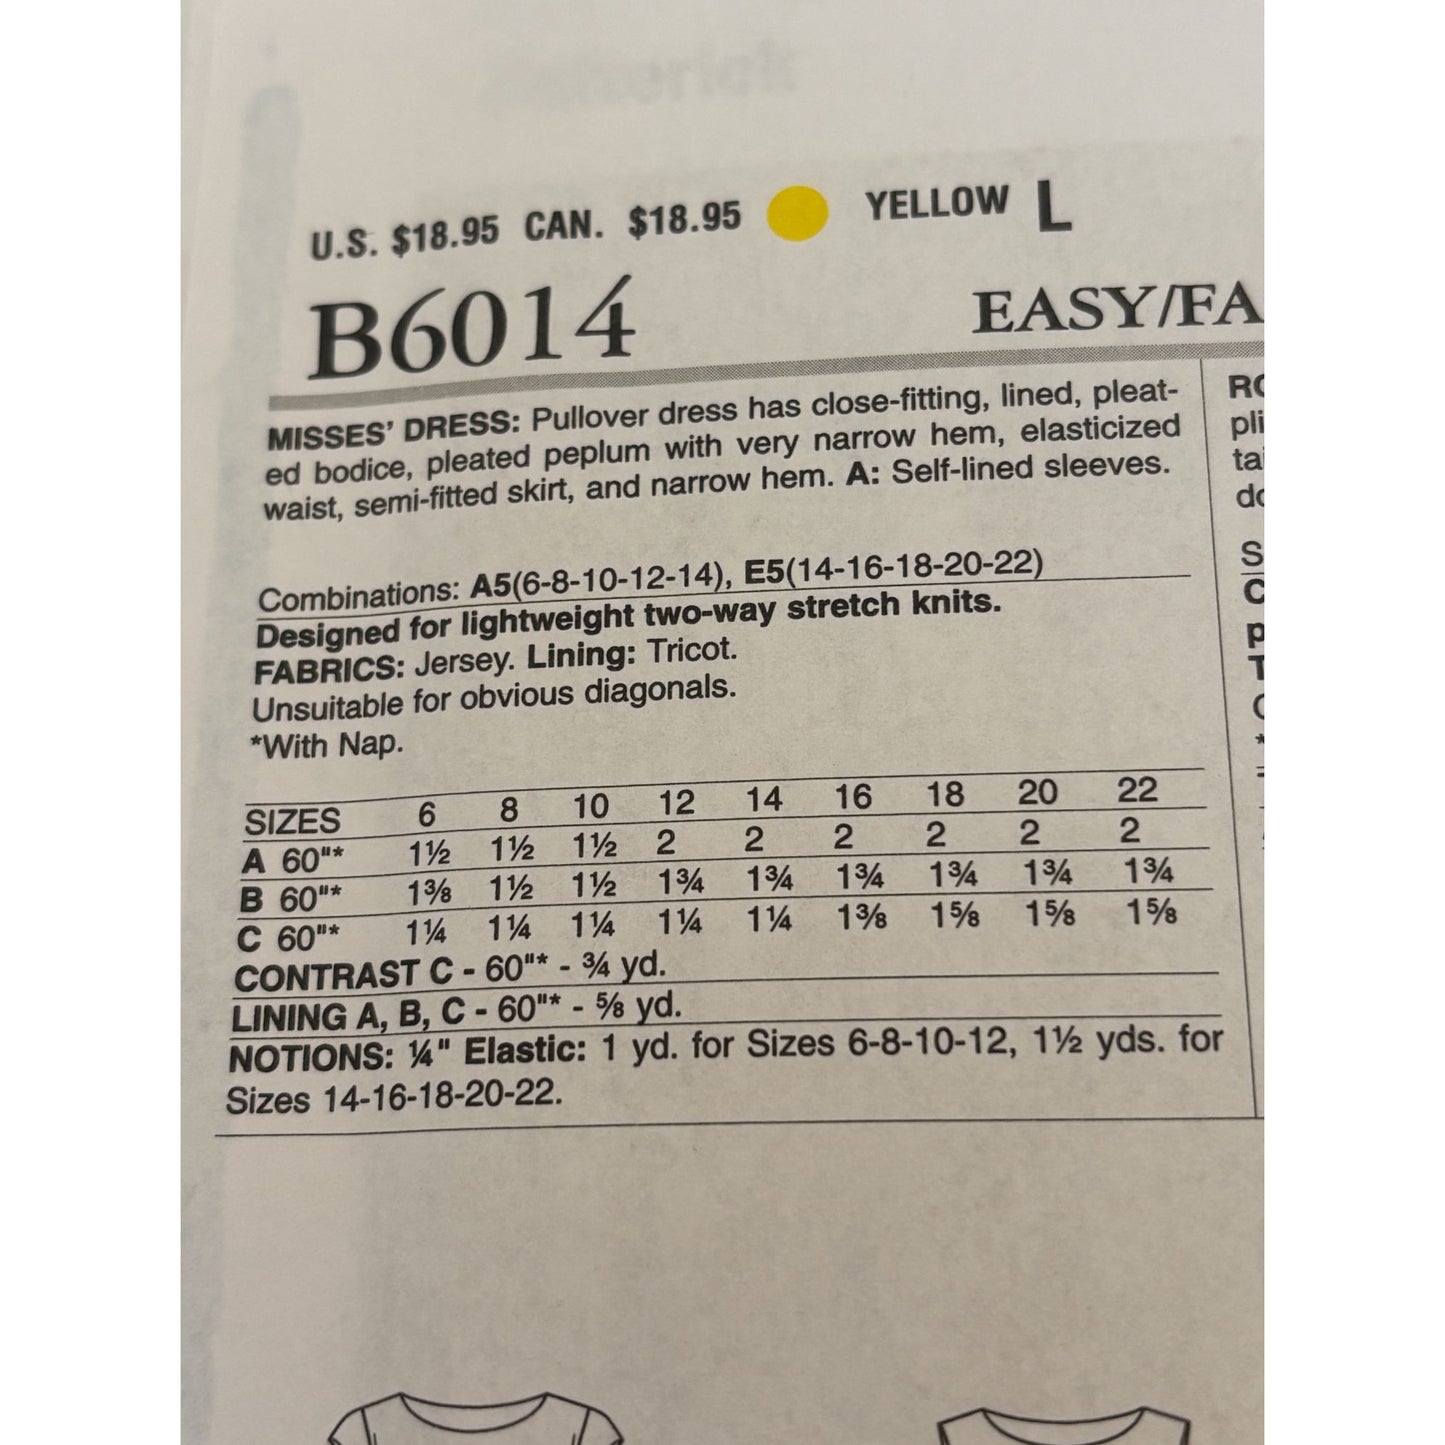 U.S. $18.95 CAN. $18.95 YELLOW L
B6014 EASY/FA
MISSES' DRESS: Pullover dress has close-fitting, lined, pleat-
ed bodice, pleated peplum with very narrow hem, elasticized
waist, semi-fitted skirt, and narrow hem. A: Self-lined sleeves.
Combinations: A5(6-8-10-12-14), E5(14-16-18-20-22)
Designed for lightweight two-way stretch knits.
FABRICS: Jersey. Lining: Tricot.
Unsuitable for obvious diagonals.
*With Nap.
SIZES 6 8 10 12 14 16 18 20 22
A 60"* 1½ 1½ 1½ 2 2 2 2 2 2
B 60"* 1⅜ 1½ 1½ 1¾ 1¾ 1¾ 1¾ 1¾ 1¾
C 60"* 1¼ 1¼ 1¼ 1¼ 1¼ 1⅜ 1⅝ 1⅝ 1⅝
CONTRAST C - 60"* - ¾ yd.
LINING A, B, C - 60"* - ⅝ yd.
NOTIONS: ¼" Elastic: 1 yd. for Sizes 6-8-10-12, 1½ yds. for
Sizes 14-16-18-20-22.